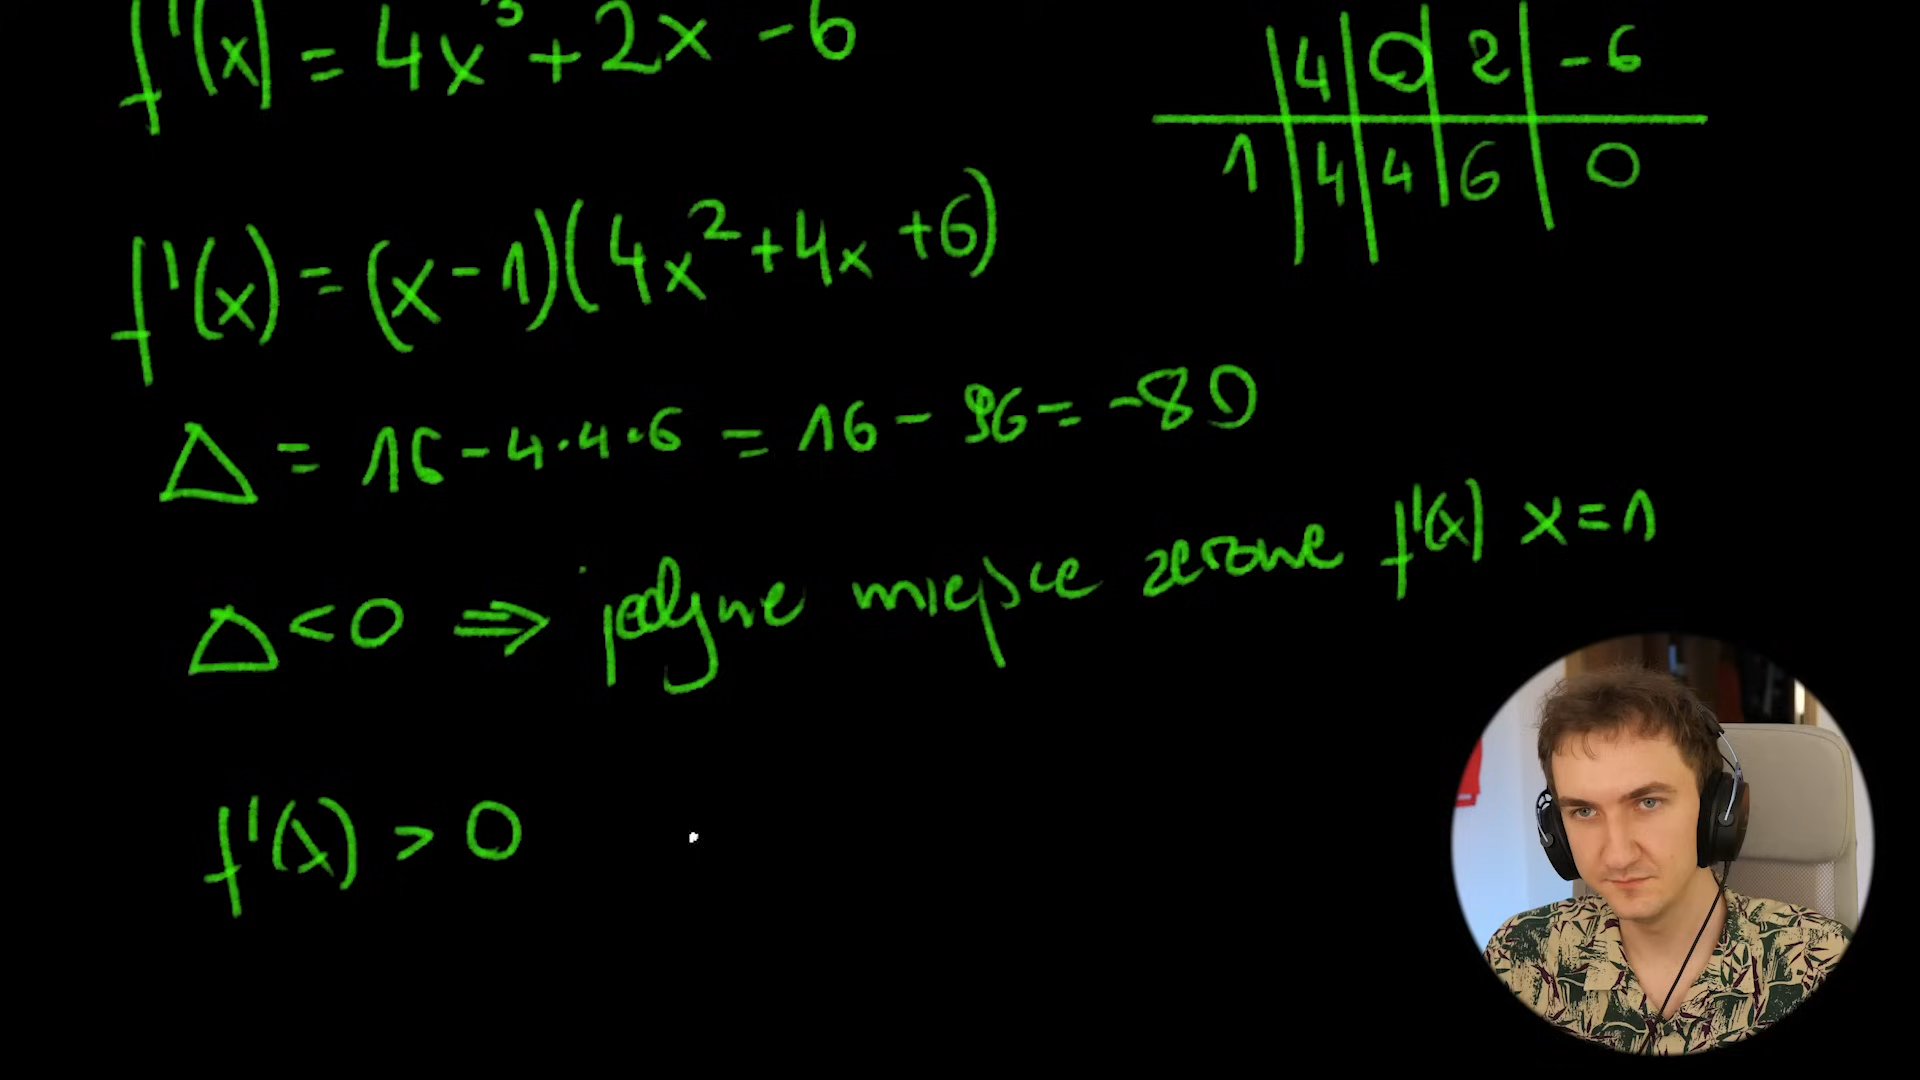 f'(x) = 4x³ + 2x - 6
4 0 2 -6
1 4 4 6 0
f'(x) = (x - 1)(4x² + 4x + 6)
Δ = 16 - 4·4·6 = 16 - 96 = -80
Δ < 0 ⇒ jedyne miejsce zerowe f'(x) x = 1
f'(x) > 0